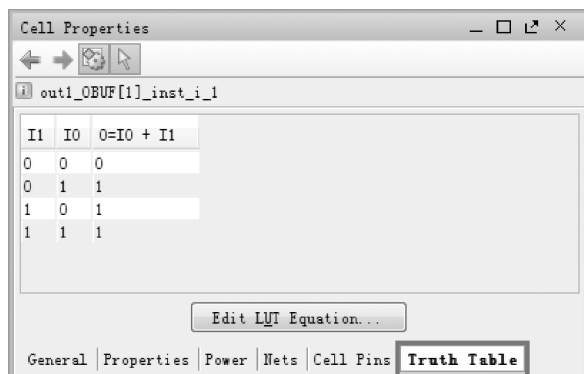 Cell Properties
out1_OBUF[1]_inst_i_1
I1 I0 O=I0 + I1
0 0 0
0 1 1
1 0 1
1 1 1
Edit LUT Equation...
General Properties Power Nets Cell Pins Truth Table